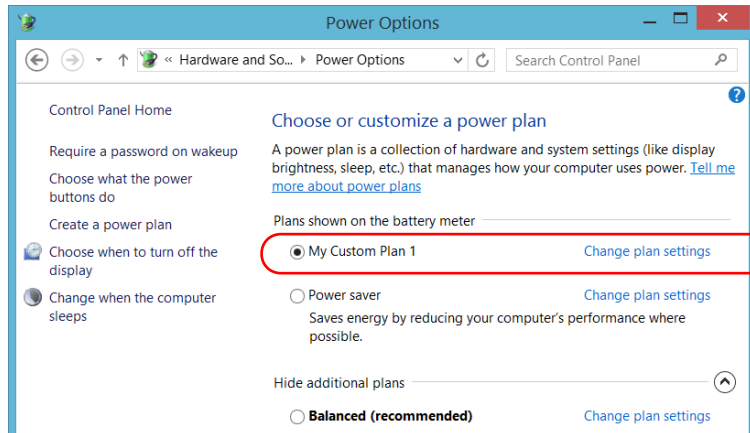 Power Options
« Hardware and So... Power Options
Search Control Panel
Control Panel Home
Require a password on wakeup
Choose what the power
buttons do
Create a power plan
Choose when to turn off the
display
Change when the computer
sleeps
Choose or customize a power plan
A power plan is a collection of hardware and system settings (like display
brightness, sleep, etc.) that manages how your computer uses power. Tell me
more about power plans
Plans shown on the battery meter
My Custom Plan 1 Change plan settings
Power saver Change plan settings
Saves energy by reducing your computer's performance where
possible.
Hide additional plans
Balanced (recommended) Change plan settings